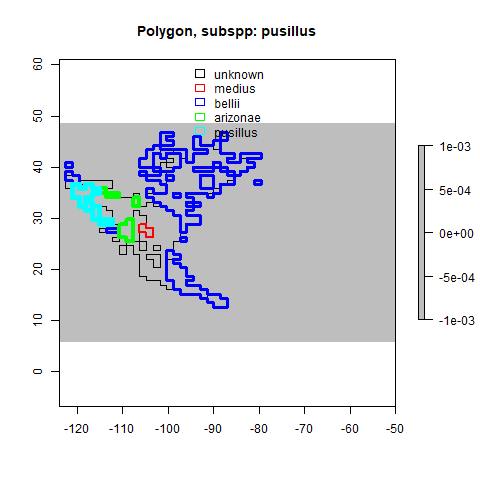 Polygon, subspp: pusillus
unknown
medius
bellii
arizonae
pusillus
60
50
40
30
20
10
0
-120
-110
-100
-90
-80
-70
-60
-50
1e-03
5e-04
0e+00
-5e-04
-1e-03